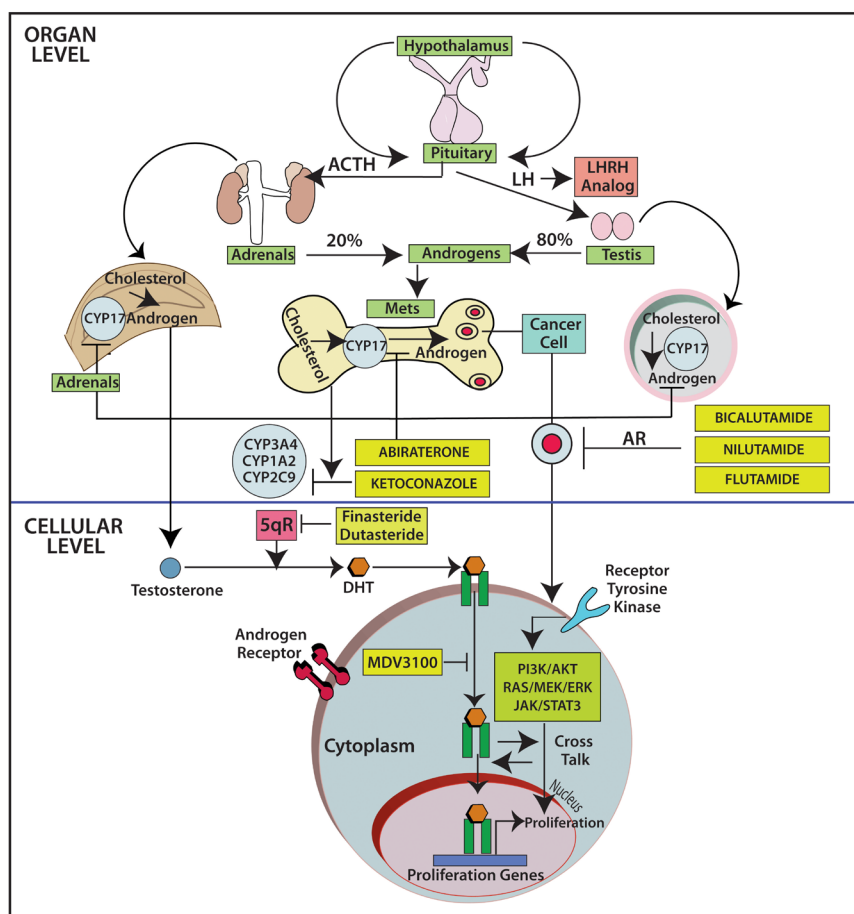 ORGAN
LEVEL
Hypothalamus
Pituitary
ACTH
LH
LHRH
Analog
Adrenals
20%
Androgens
80%
Testis
Mets
Cholesterol
CYP17
Androgen
Adrenals
Cholesterol
CYP17
Androgen
Cancer
Cell
Cholesterol
CYP17
Androgen
CYP3A4
CYP1A2
CYP2C9
ABIRATERONE
KETOCONAZOLE
AR
BICALUTAMIDE
NILUTAMIDE
FLUTAMIDE
CELLULAR
LEVEL
5qR
Finasteride
Dutasteride
Testosterone
DHT
Receptor
Tyrosine
Kinase
Androgen
Receptor
MDV3100
PI3K/AKT
RAS/MEK/ERK
JAK/STAT3
Cytoplasm
Cross
Talk
Nucleus
Proliferation
Proliferation Genes